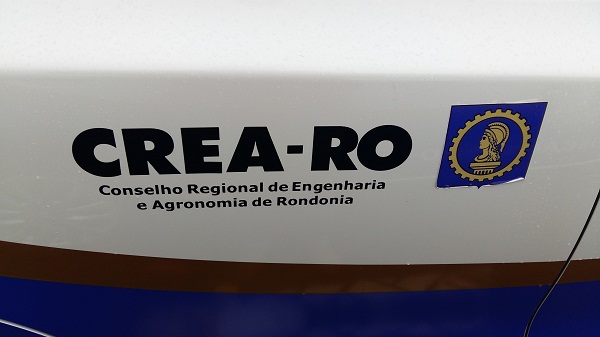 CREA-RO
Conselho Regional de Engenharia
e Agronomia de Rondonia